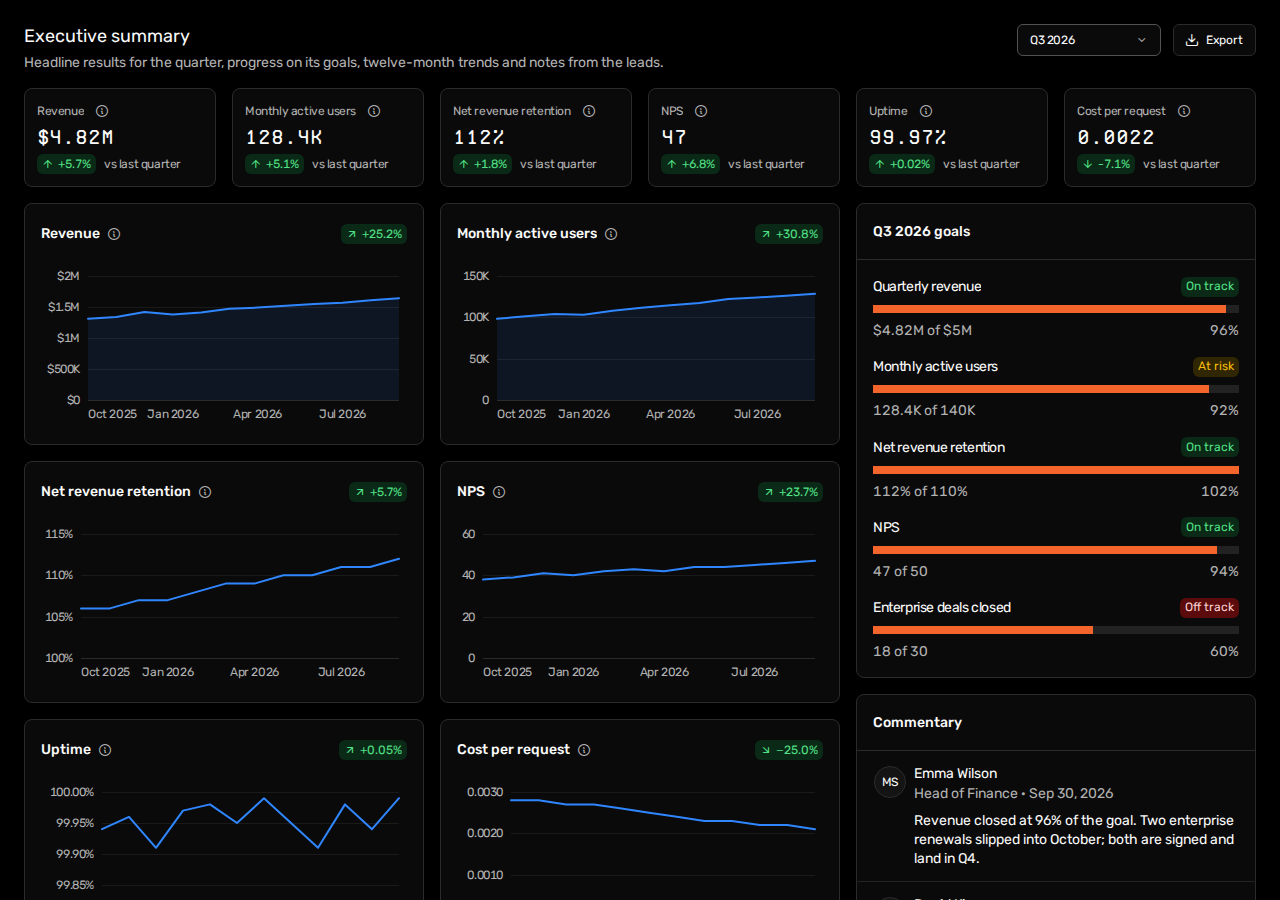 Executive summary
Headline results for the quarter, progress on its goals, twelve-month trends and notes from the leads.
Q3 2026
Export
Revenue
$4.82M
+5.7% vs last quarter
Monthly active users
128.4K
+5.1% vs last quarter
Net revenue retention
112%
+1.8% vs last quarter
NPS
47
+6.8% vs last quarter
Uptime
99.97%
+0.02% vs last quarter
Cost per request
0.0022
-7.1% vs last quarter
Revenue
+25.2%
$2M
$1.5M
$1M
$500K
$0
Oct 2025 Jan 2026 Apr 2026 Jul 2026
Monthly active users
+30.8%
150K
100K
50K
0
Oct 2025 Jan 2026 Apr 2026 Jul 2026
Net revenue retention
+5.7%
115%
110%
105%
100%
Oct 2025 Jan 2026 Apr 2026 Jul 2026
NPS
+23.7%
60
40
20
0
Oct 2025 Jan 2026 Apr 2026 Jul 2026
Uptime
+0.05%
100.00%
99.95%
99.90%
99.85%
Cost per request
−25.0%
0.0030
0.0020
0.0010
Q3 2026 goals
Quarterly revenue
On track
$4.82M of $5M
96%
Monthly active users
At risk
128.4K of 140K
92%
Net revenue retention
On track
112% of 110%
102%
NPS
On track
47 of 50
94%
Enterprise deals closed
Off track
18 of 30
60%
Commentary
MS
Emma Wilson
Head of Finance • Sep 30, 2026
Revenue closed at 96% of the goal. Two enterprise
renewals slipped into October; both are signed and
land in Q4.